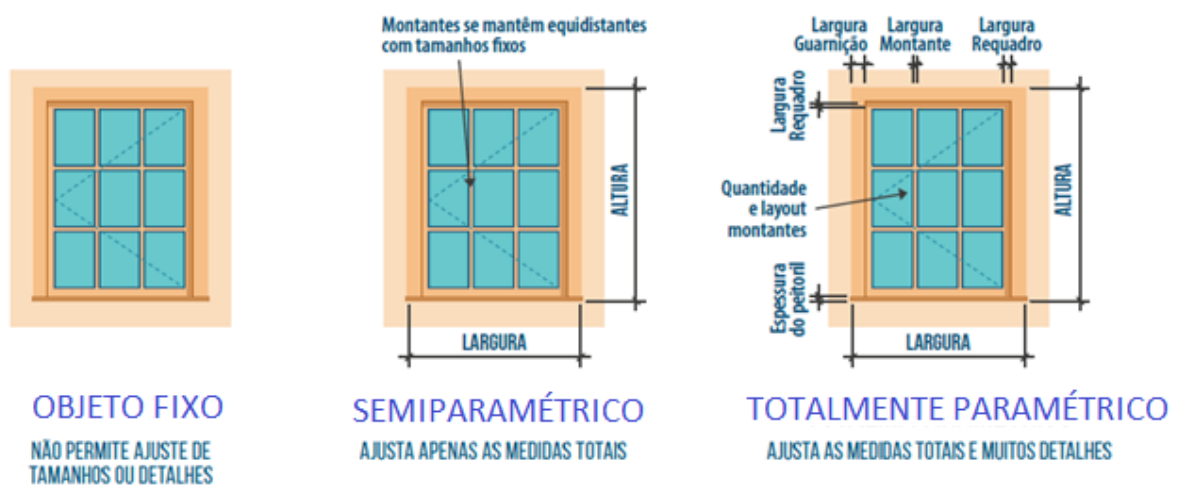 Montantes se mantêm equidistantes
com tamanhos fixos
ALTURA
LARGURA
Largura
Guarnição
Largura
Montante
Largura
Requadro
Largura
Requadro
Quantidade
e layout
montantes
Espessura
do peitoril
ALTURA
LARGURA
OBJETO FIXO
NÃO PERMITE AJUSTE DE
TAMANHOS OU DETALHES
SEMIPARAMÉTRICO
AJUSTA APENAS AS MEDIDAS TOTAIS
TOTALMENTE PARAMÉTRICO
AJUSTA AS MEDIDAS TOTAIS E MUITOS DETALHES